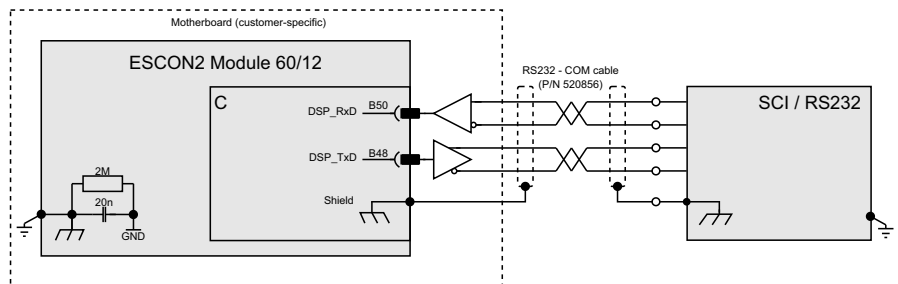 Motherboard (customer-specific)
ESCON2 Module 60/12
RS232 - COM cable
(P/N 520856)
C
SCI / RS232
DSP_RxD
B50
DSP_TxD
B48
2M
20n
Shield
GND